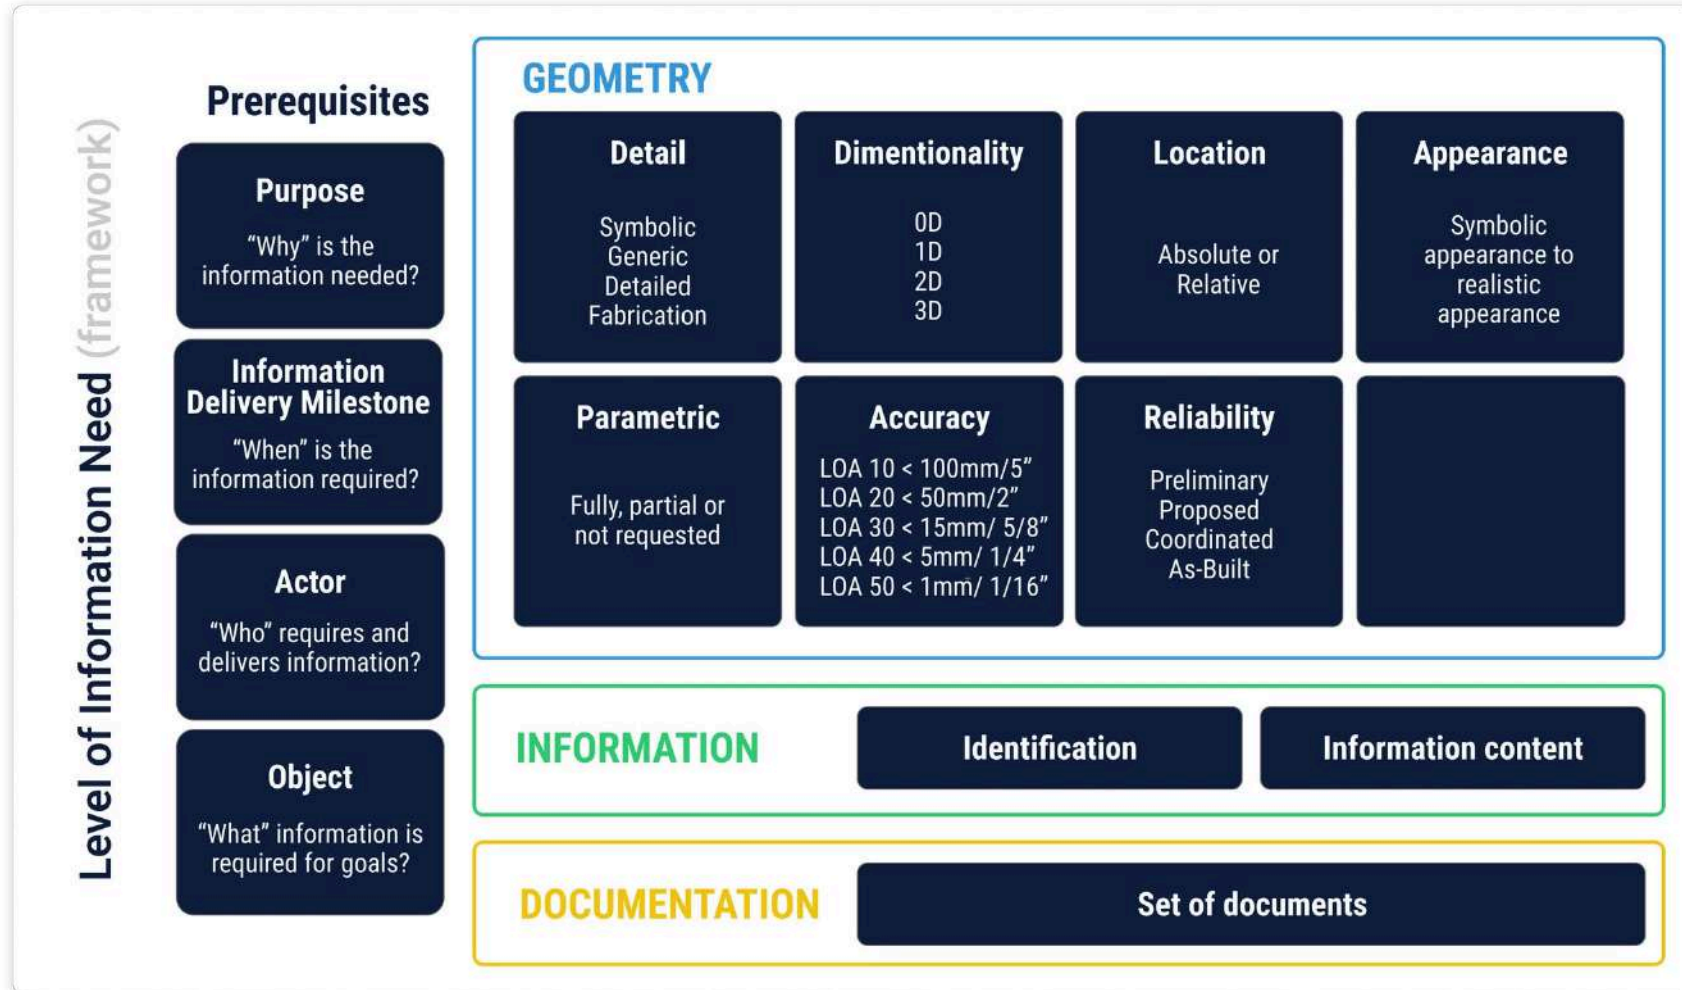 Level of Information Need (framework)
Prerequisites
Purpose
“Why” is the
information needed?
Information
Delivery Milestone
“When” is the
information required?
Actor
“Who” requires and
delivers information?
Object
“What” information is
required for goals?
GEOMETRY
Detail
Symbolic
Generic
Detailed
Fabrication
Dimentionality
0D
1D
2D
3D
Location
Absolute or
Relative
Appearance
Symbolic
appearance to
realistic
appearance
Parametric
Fully, partial or
not requested
Accuracy
LOA 10 < 100mm/5”
LOA 20 < 50mm/2”
LOA 30 < 15mm/ 5/8”
LOA 40 < 5mm/ 1/4”
LOA 50 < 1mm/ 1/16”
Reliability
Preliminary
Proposed
Coordinated
As-Built
INFORMATION
Identification
Information content
DOCUMENTATION
Set of documents